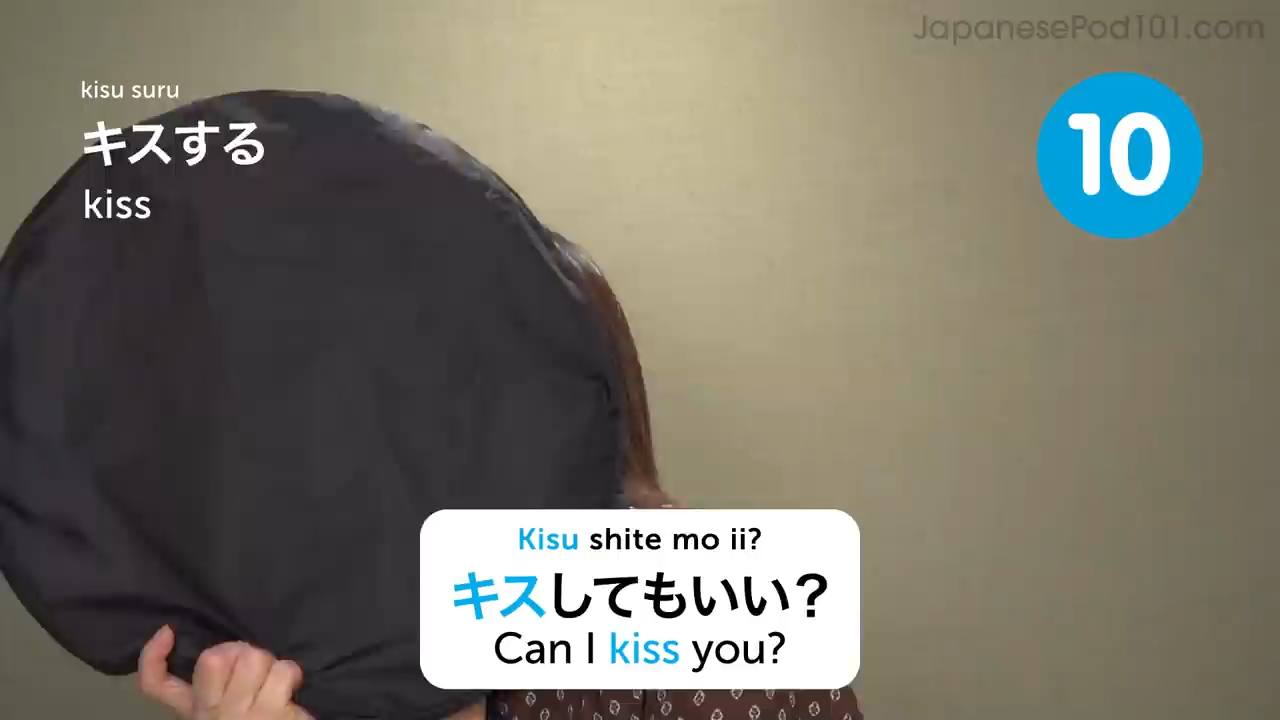 JapanesePod101.com
kisu suru
キスする
kiss
10
Kisu shite mo ii?
キスしてもいい？
Can I kiss you?